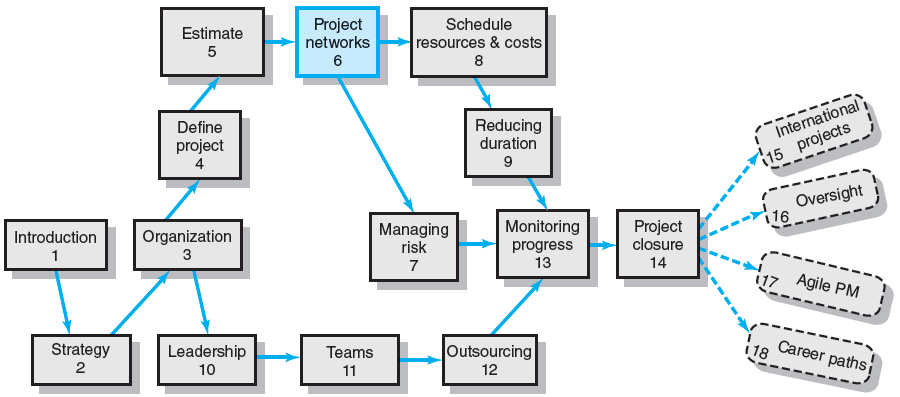 Estimate
5
Project
networks
6
Schedule
resources & costs
8
Define
project
4
Reducing
duration
9
International
projects
15
Oversight
16
Introduction
1
Organization
3
Managing
risk
7
Monitoring
progress
13
Project
closure
14
Agile PM
17
Strategy
2
Leadership
10
Teams
11
Outsourcing
12
Career paths
18